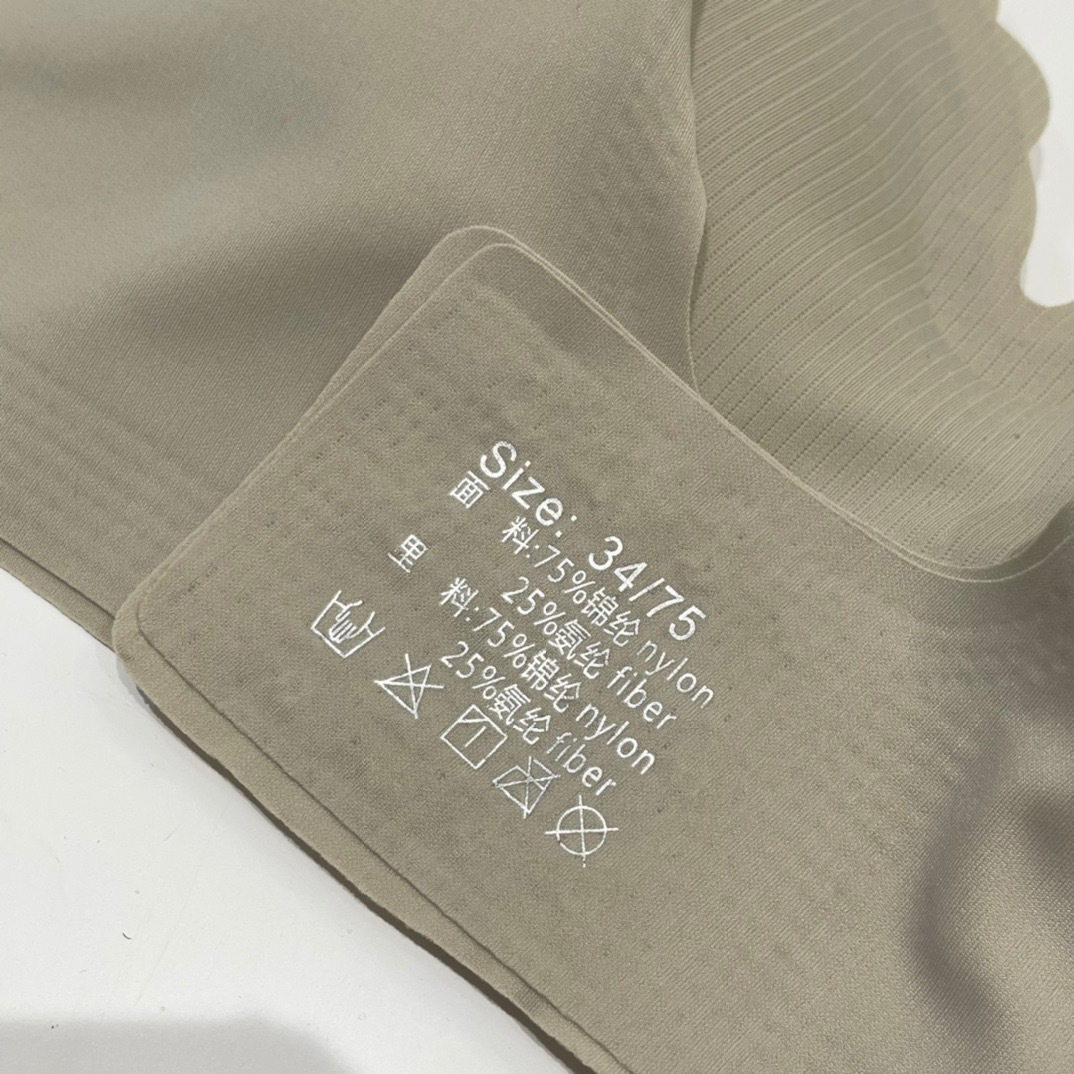 Size: 34/75
面 料:75%锦纶 nylon
25%氨纶 fiber
里 料:75%锦纶 nylon
25%氨纶 fiber